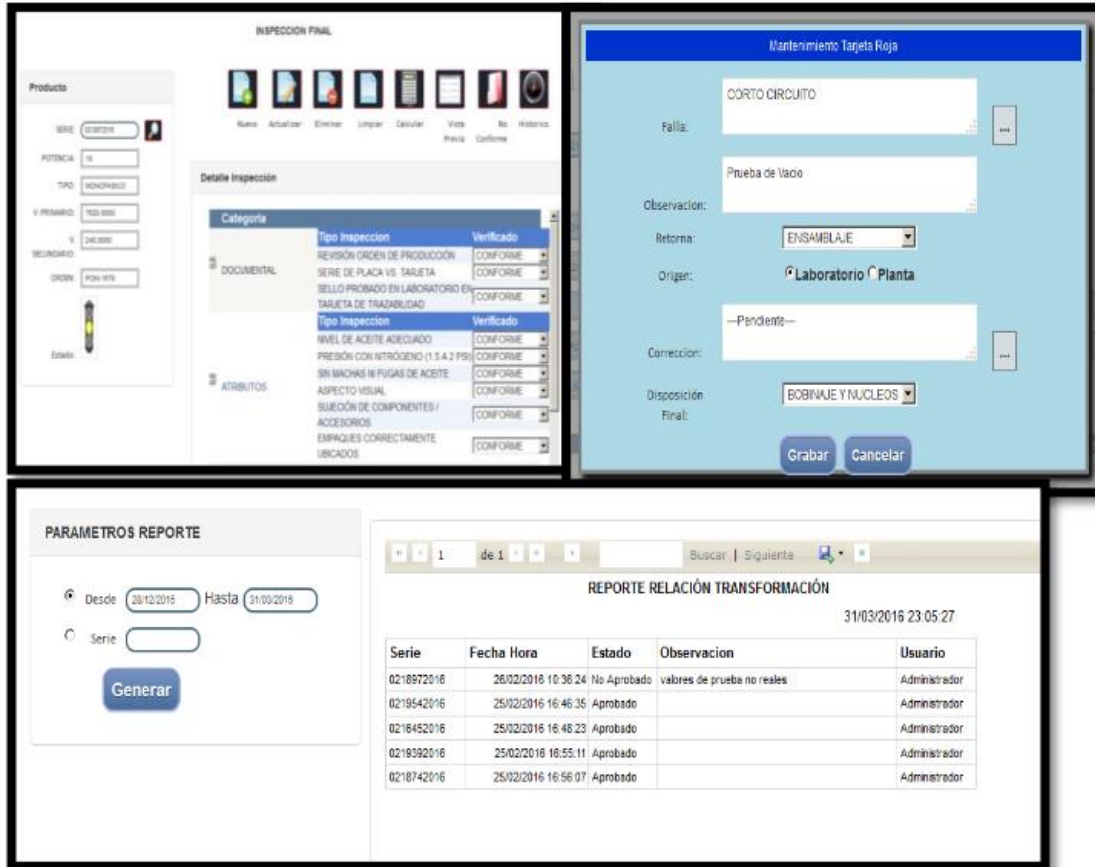 INSPECCION FINAL
Producto
SERIE:
POTENCIA:
TIPO: MONOFASICO
V. PRIMARIO:
V. SECUNDARIO: 240.0000
ORDEN:
Estado:
Nuevo Actualizar Eliminar Limpiar Calcular Vista Previa No Conforme Historico
Detalle Inspección
Categoria
DOCUMENTAL
Tipo Inspeccion Verificado
REVISIÓN ORDEN DE PRODUCCIÓN CONFORME
SERIE DE PLACA VS. TARJETA CONFORME
SELLO PROBADO EN LABORATORIO EN
TARJETA DE TRAZABILIDAD CONFORME
ATRIBUTOS
Tipo Inspeccion Verificado
NIVEL DE ACEITE ADECUADO CONFORME
PRESIÓN CON NITRÓGENO (1.5 A 2 PSI) CONFORME
SIN MACHAS NI FUGAS DE ACEITE CONFORME
ASPECTO VISUAL CONFORME
SUJECIÓN DE COMPONENTES /
ACCESORIOS CONFORME
EMPAQUES CORRECTAMENTE
UBICADOS CONFORME
Mantenimiento Tarjeta Roja
Falla: CORTO CIRCUITO
...
Observacion: Prueba de Vacio
Retorna: ENSAMBLAJE
Origen: Laboratorio Planta
Correccion: ---Pendiente---
...
Disposición Final: BOBINAJE Y NUCLEOS
Grabar Cancelar
PARAMETROS REPORTE
Desde 28/12/2015 Hasta 31/03/2016
Serie
Generar
1 de 1 Buscar | Siguiente
REPORTE RELACIÓN TRANSFORMACIÓN
31/03/2016 23:05:27
Serie Fecha Hora Estado Observacion Usuario
0218972016 26/02/2016 10:36:24 No Aprobado valores de prueba no reales Administrador
0219542016 25/02/2016 16:46:35 Aprobado Administrador
0216452016 25/02/2016 16:48:23 Aprobado Administrador
0219392016 25/02/2016 16:55:11 Aprobado Administrador
0218742016 25/02/2016 16:56:07 Aprobado Administrador